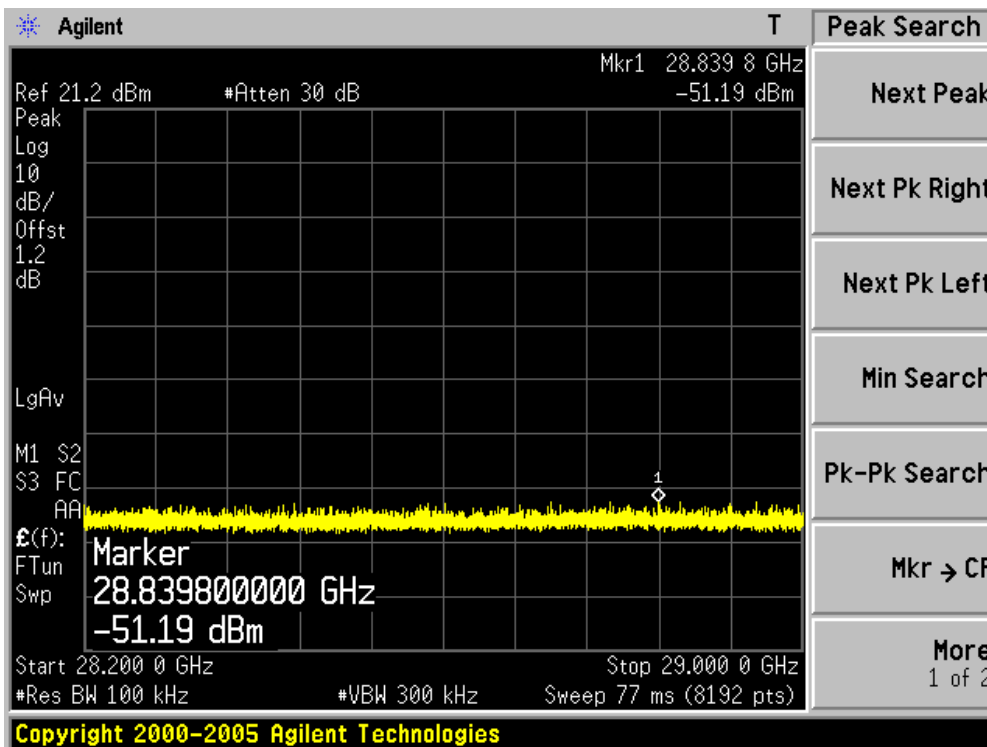 Agilent T
Peak Search
Mkr1 28.839 8 GHz
Ref 21.2 dBm #Atten 30 dB -51.19 dBm
Peak
Log
10
dB/
Offst
1.2
dB
LgAv
M1 S2
S3 FC
AA
£(f):
FTun
Swp
1
Marker
28.839800000 GHz
-51.19 dBm
Start 28.200 0 GHz Stop 29.000 0 GHz
#Res BW 100 kHz #VBW 300 kHz Sweep 77 ms (8192 pts)
Next Peak
Next Pk Right
Next Pk Left
Min Search
Pk-Pk Search
Mkr → CF
More
1 of 2
Copyright 2000-2005 Agilent Technologies